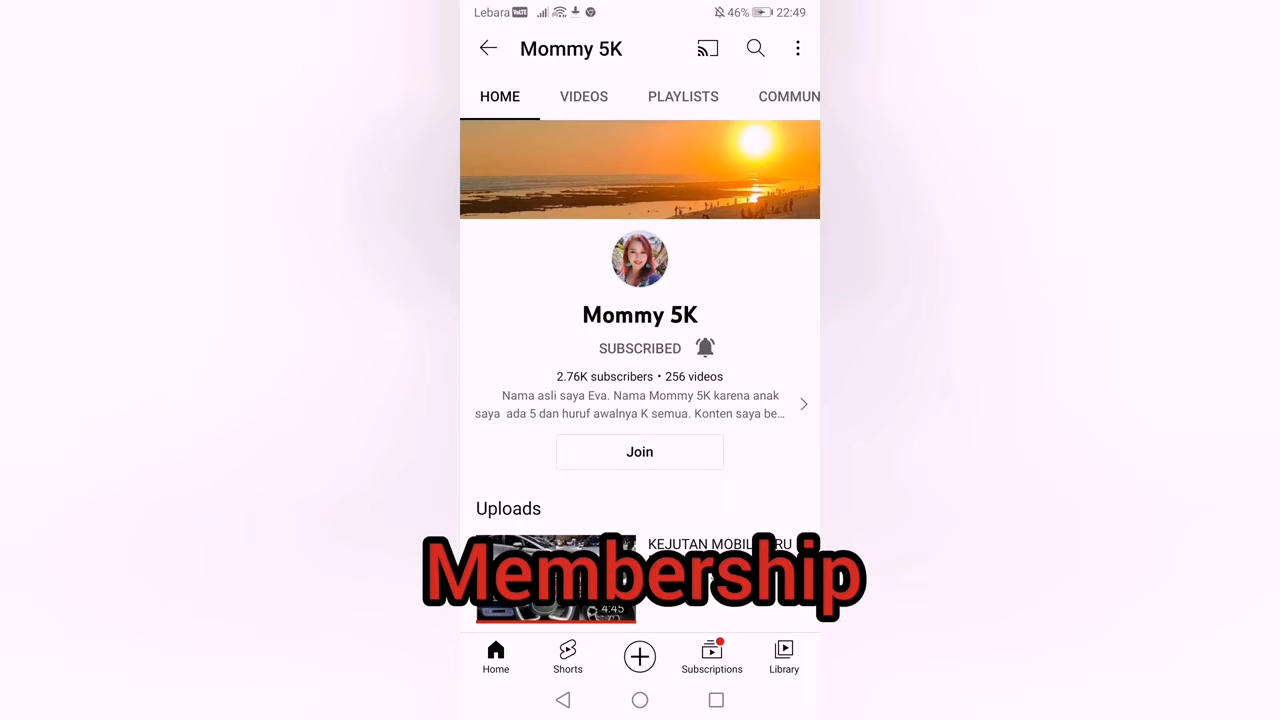 Lebara VoLTE 46% 22:49
Mommy 5K
HOME VIDEOS PLAYLISTS COMMUN
Mommy 5K
SUBSCRIBED
2.76K subscribers • 256 videos
Nama asli saya Eva. Nama Mommy 5K karena anak
saya ada 5 dan huruf awalnya K semua. Konten saya be...
Join
Uploads
KEJUTAN MOBIL
Membership
4:45
Home Shorts Subscriptions Library